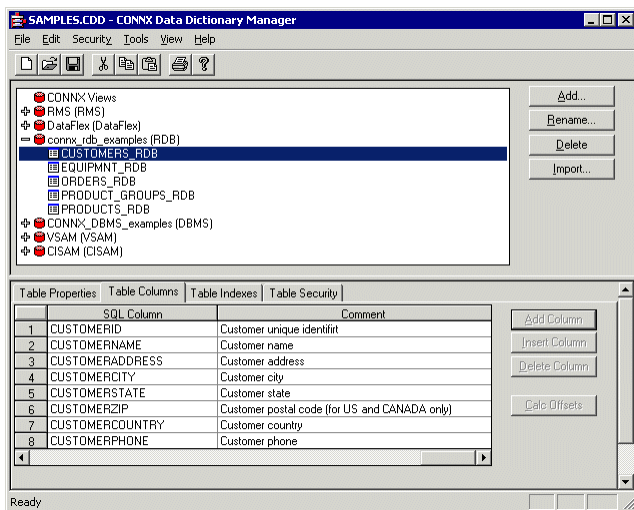 SAMPLES.CDD - CONNX Data Dictionary Manager
File Edit Security Tools View Help
CONNX Views
RMS (RMS)
DataFlex (DataFlex)
connx_rdb_examples (RDB)
CUSTOMERS_RDB
EQUIPMNT_RDB
ORDERS_RDB
PRODUCT_GROUPS_RDB
PRODUCTS_RDB
CONNX_DBMS_examples (DBMS)
VSAM (VSAM)
CISAM (CISAM)
Add...
Rename...
Delete
Import...
Table Properties Table Columns Table Indexes Table Security
SQL Column Comment
1 CUSTOMERID Customer unique identifirt
2 CUSTOMERNAME Customer name
3 CUSTOMERADDRESS Customer address
4 CUSTOMERCITY Customer city
5 CUSTOMERSTATE Customer state
6 CUSTOMERZIP Customer postal code (for US and CANADA only)
7 CUSTOMERCOUNTRY Customer country
8 CUSTOMERPHONE Customer phone
Add Column
Insert Column
Delete Column
Calc Offsets
Ready